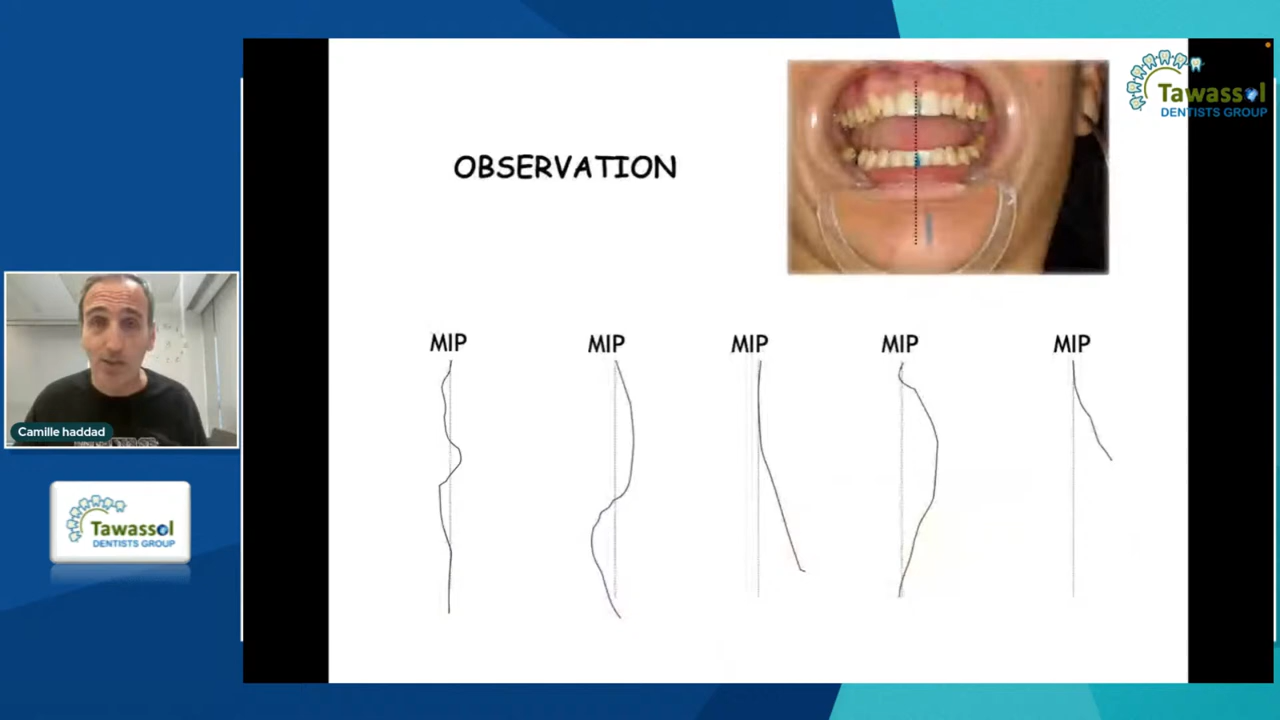 Tawassol
DENTISTS GROUP
OBSERVATION
MIP MIP MIP MIP MIP
Camille haddad
Tawassol
DENTISTS GROUP